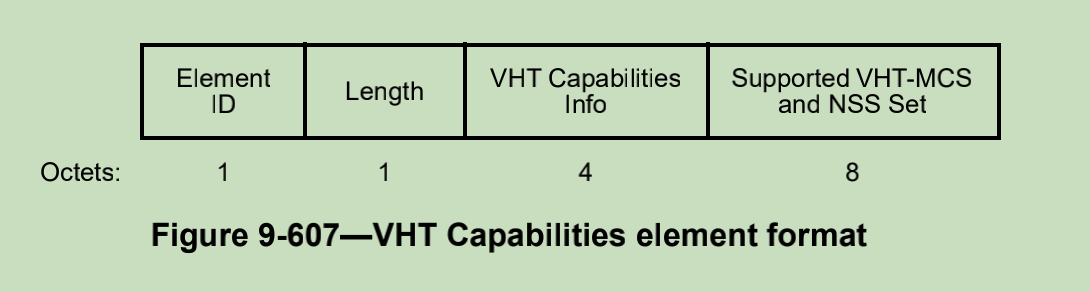 Element
ID
Length
VHT Capabilities
Info
Supported VHT-MCS
and NSS Set
Octets: 1 1 4 8
Figure 9-607—VHT Capabilities element format